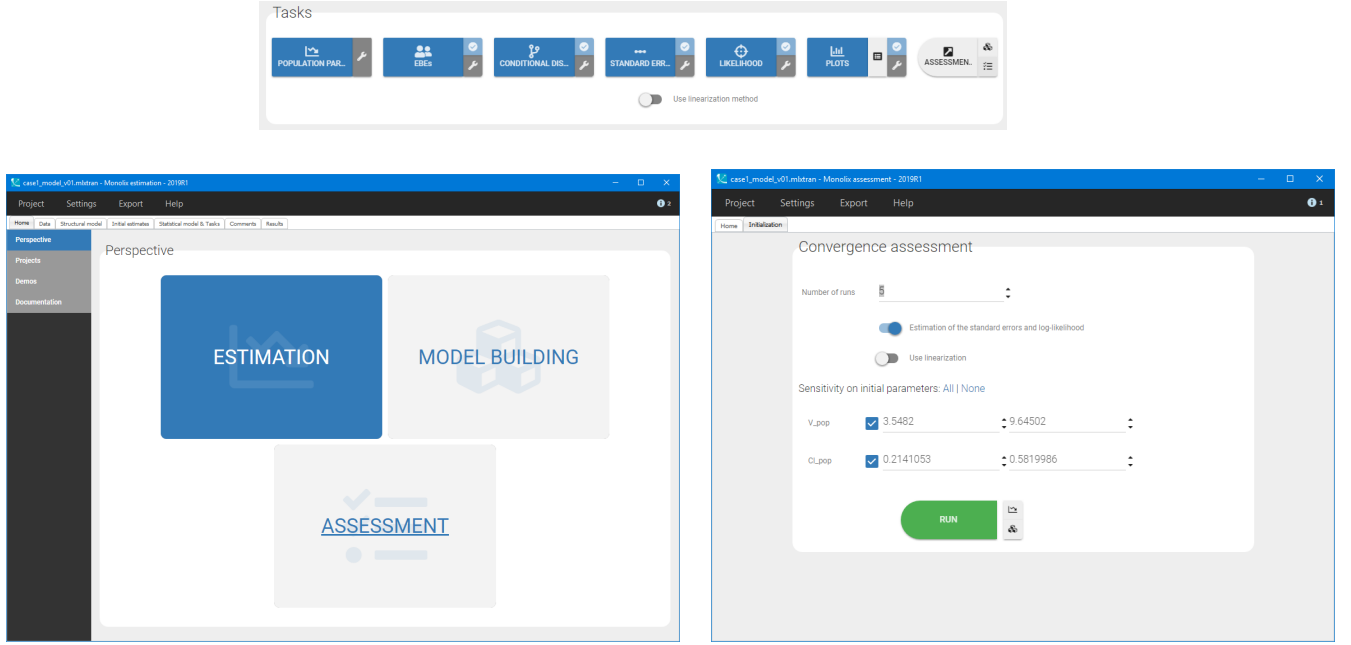 Tasks
POPULATION PAR..
EBEs
CONDITIONAL DIS..
STANDARD ERR..
LIKELIHOOD
PLOTS
ASSESSMEN..
Use linearization method
case1_model_v01.mlxtran - Monolix estimation - 2019R1
Project Settings Export Help 2
Home Data Structural model Initial estimates Statistical model & Tasks Comments Results
Perspective
Projects
Demos
Documentation
Perspective
ESTIMATION
MODEL BUILDING
ASSESSMENT
case1_model_v01.mlxtran - Monolix assessment - 2019R1
Project Settings Export Help 1
Home Initialization
Convergence assessment
Number of runs 5
Estimation of the standard errors and log-likelihood
Use linearization
Sensitivity on initial parameters: All | None
V_pop 3.5482 9.64502
Cl_pop 0.2141053 0.5819986
RUN